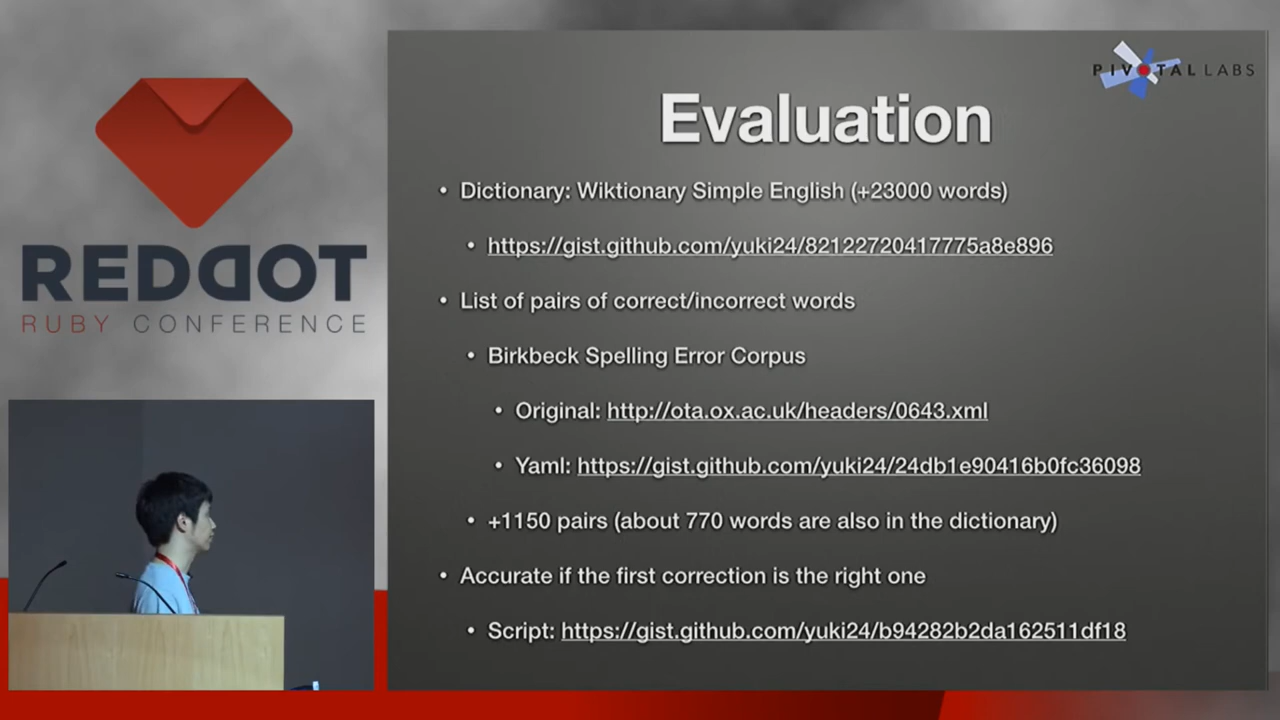 REDDOT
RUBY CONFERENCE
PIVOTAL LABS
Evaluation
• Dictionary: Wiktionary Simple English (+23000 words)
• https://gist.github.com/yuki24/82122720417775a8e896
• List of pairs of correct/incorrect words
• Birkbeck Spelling Error Corpus
• Original: http://ota.ox.ac.uk/headers/0643.xml
• Yaml: https://gist.github.com/yuki24/24db1e90416b0fc36098
• +1150 pairs (about 770 words are also in the dictionary)
• Accurate if the first correction is the right one
• Script: https://gist.github.com/yuki24/b94282b2da162511df18